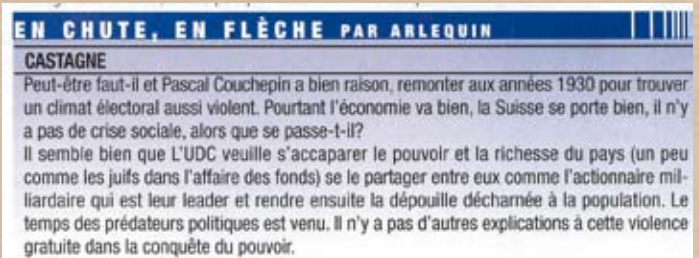 EN CHUTE, EN FLÈCHE PAR ARLEQUIN
CASTAGNE
Peut-être faut-il et Pascal Couchepin a bien raison, remonter aux années 1930 pour trouver
un climat électoral aussi violent. Pourtant l'économie va bien, la Suisse se porte bien, il n'y
a pas de crise sociale, alors que se passe-t-il?
Il semble bien que L'UDC veuille s'accaparer le pouvoir et la richesse du pays (un peu
comme les juifs dans l'affaire des fonds) se le partager entre eux comme l'actionnaire mil-
liardaire qui est leur leader et rendre ensuite la dépouille décharnée à la population. Le
temps des prédateurs politiques est venu. Il n'y a pas d'autres explications à cette violence
gratuite dans la conquête du pouvoir.